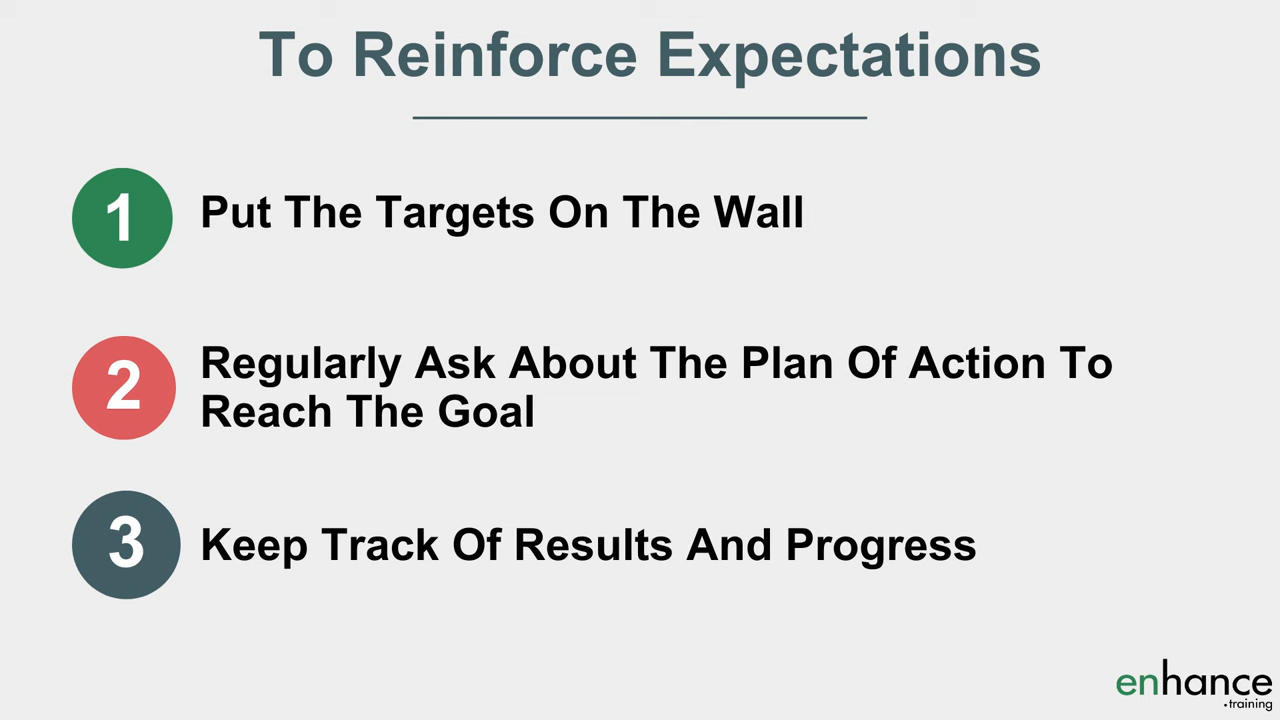 To Reinforce Expectations
1
Put The Targets On The Wall
2
Regularly Ask About The Plan Of Action To
Reach The Goal
3
Keep Track Of Results And Progress
enhance
•training